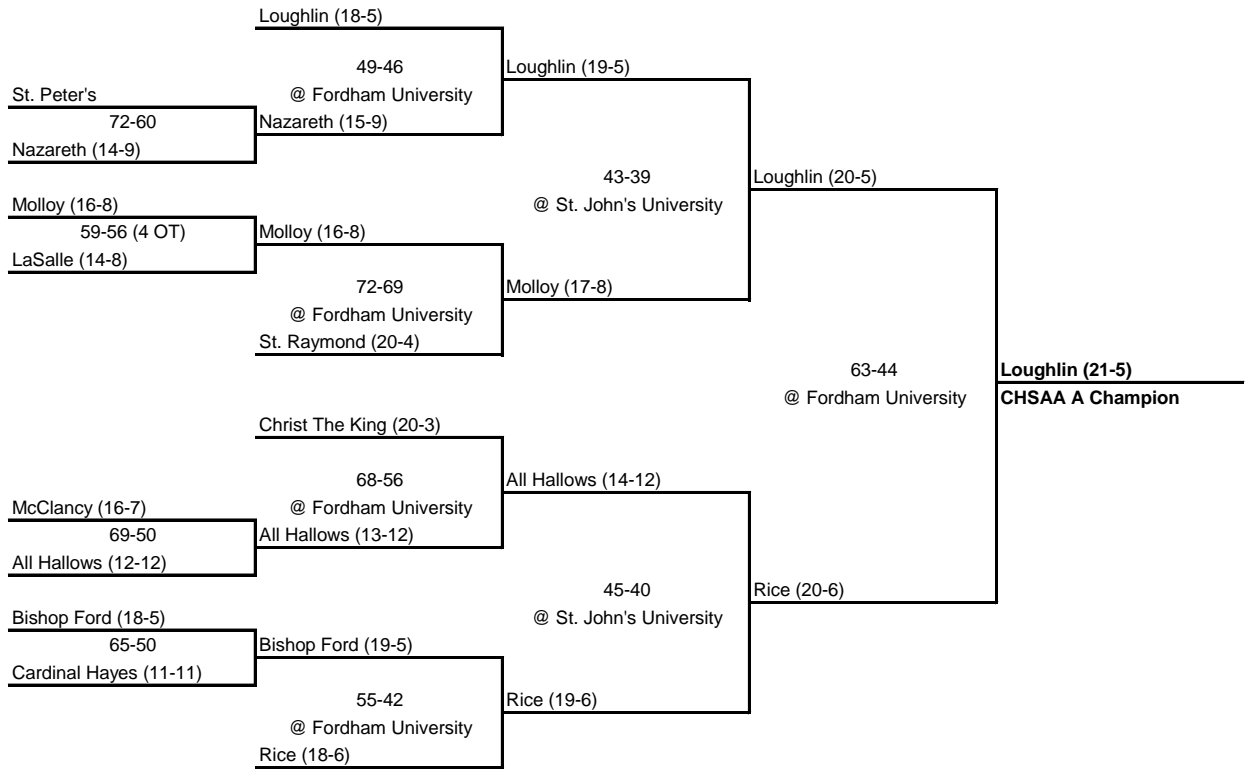 Loughlin (18-5)
49-46
@ Fordham University
Loughlin (19-5)
St. Peter's
72-60
Nazareth (14-9)
Nazareth (15-9)
43-39
@ St. John's University
Loughlin (20-5)
Molloy (16-8)
59-56 (4 OT)
LaSalle (14-8)
Molloy (16-8)
72-69
@ Fordham University
Molloy (17-8)
St. Raymond (20-4)
63-44
@ Fordham University
Loughlin (21-5)
CHSAA A Champion
Christ The King (20-3)
68-56
@ Fordham University
All Hallows (14-12)
McClancy (16-7)
69-50
All Hallows (12-12)
All Hallows (13-12)
45-40
@ St. John's University
Rice (20-6)
Bishop Ford (18-5)
65-50
Cardinal Hayes (11-11)
Bishop Ford (19-5)
55-42
@ Fordham University
Rice (19-6)
Rice (18-6)